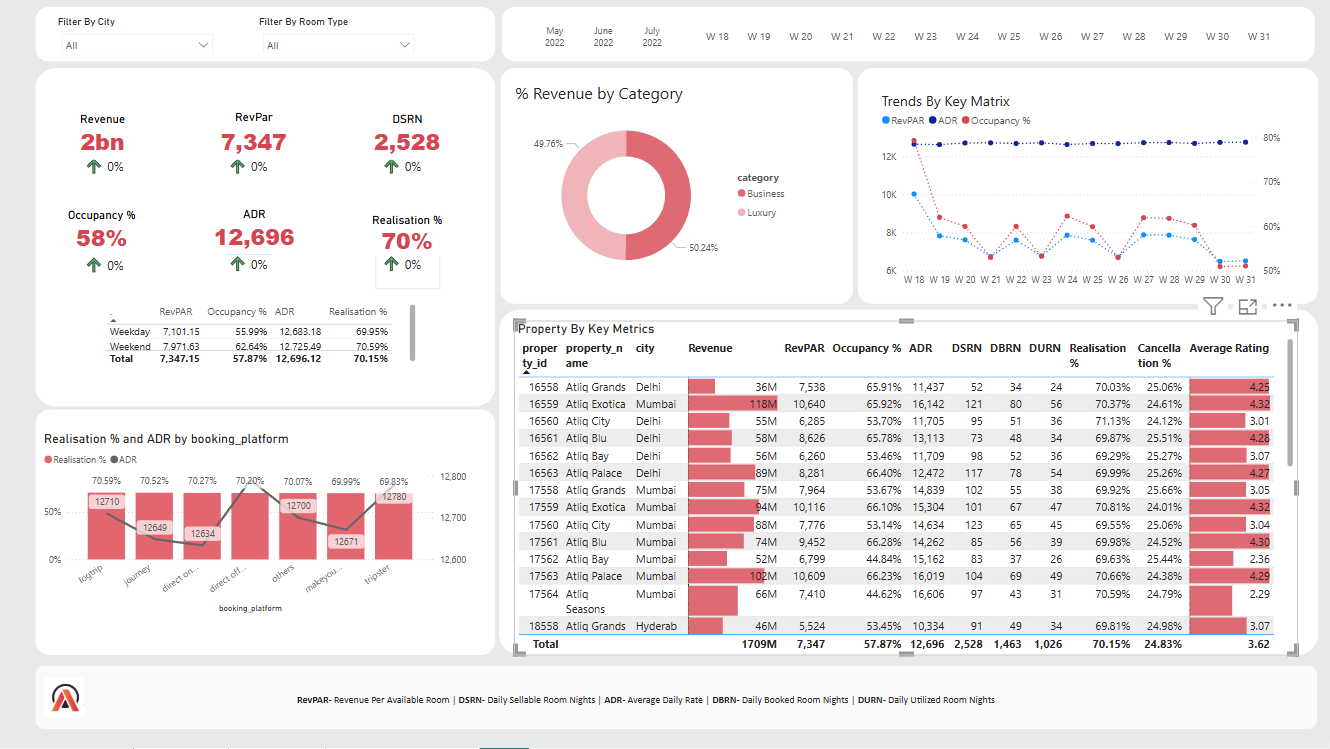 Filter By City
All
Filter By Room Type
All
May 2022 June 2022 July 2022 W 18 W 19 W 20 W 21 W 22 W 23 W 24 W 25 W 26 W 27 W 28 W 29 W 30 W 31
Revenue
2bn
0%
RevPar
7,347
0%
DSRN
2,528
0%
Occupancy %
58%
0%
ADR
12,696
0%
Realisation %
70%
0%
. RevPAR Occupancy % ADR Realisation %
Weekday 7,101.15 55.99% 12,683.18 69.95%
Weekend 7,971.63 62.64% 12,725.49 70.59%
Total 7,347.15 57.87% 12,696.12 70.15%
% Revenue by Category
49.76%
50.24%
category
Business
Luxury
Trends By Key Matrix
RevPAR ADR Occupancy %
12K
10K
8K
6K
80%
70%
60%
50%
W 18 W 19 W 20 W 21 W 22 W 23 W 24 W 25 W 26 W 27 W 28 W 29 W 30 W 31
Realisation % and ADR by booking_platform
Realisation % ADR
70.59% 70.52% 70.27% 70.20% 70.07% 69.99% 69.83%
12710 12649 12634 12700 12671 12780
50%
0%
12,800
12,700
12,600
logtrip journey direct on... direct off... others makeyou... tripster
booking_platform
Property By Key Metrics
property_id property_name city Revenue RevPAR Occupancy % ADR DSRN DBRN DURN Realisation % Cancellation % Average Rating
16558 Atliq Grands Delhi 36M 7,538 65.91% 11,437 52 34 24 70.03% 25.06% 4.25
16559 Atliq Exotica Mumbai 118M 10,640 65.92% 16,142 121 80 56 70.37% 24.61% 4.32
16560 Atliq City Delhi 55M 6,285 53.70% 11,705 95 51 36 71.13% 24.12% 3.01
16561 Atliq Blu Delhi 58M 8,626 65.78% 13,113 73 48 34 69.87% 25.51% 4.28
16562 Atliq Bay Delhi 56M 6,260 53.46% 11,709 98 52 36 69.29% 25.27% 3.07
16563 Atliq Palace Delhi 89M 8,281 66.40% 12,472 117 78 54 69.99% 25.26% 4.27
17558 Atliq Grands Mumbai 75M 7,964 53.67% 14,839 102 55 38 69.92% 25.66% 3.05
17559 Atliq Exotica Mumbai 94M 10,116 66.10% 15,304 101 67 47 70.81% 24.01% 4.32
17560 Atliq City Mumbai 88M 7,776 53.14% 14,634 123 65 45 69.55% 25.06% 3.04
17561 Atliq Blu Mumbai 74M 9,452 66.28% 14,262 85 56 39 69.98% 24.52% 4.30
17562 Atliq Bay Mumbai 52M 6,799 44.84% 15,162 83 37 26 69.63% 25.44% 2.36
17563 Atliq Palace Mumbai 102M 10,609 66.23% 16,019 104 69 49 70.66% 24.38% 4.29
17564 Atliq Seasons Mumbai 66M 7,410 44.62% 16,606 97 43 31 70.59% 24.79% 2.29
18558 Atliq Grands Hyderab 46M 5,524 53.45% 10,334 91 49 34 69.81% 24.98% 3.07
Total 1709M 7,347 57.87% 12,696 2,528 1,463 1,026 70.15% 24.83% 3.62
RevPAR- Revenue Per Available Room | DSRN- Daily Sellable Room Nights | ADR- Average Daily Rate | DBRN- Daily Booked Room Nights | DURN- Daily Utilized Room Nights